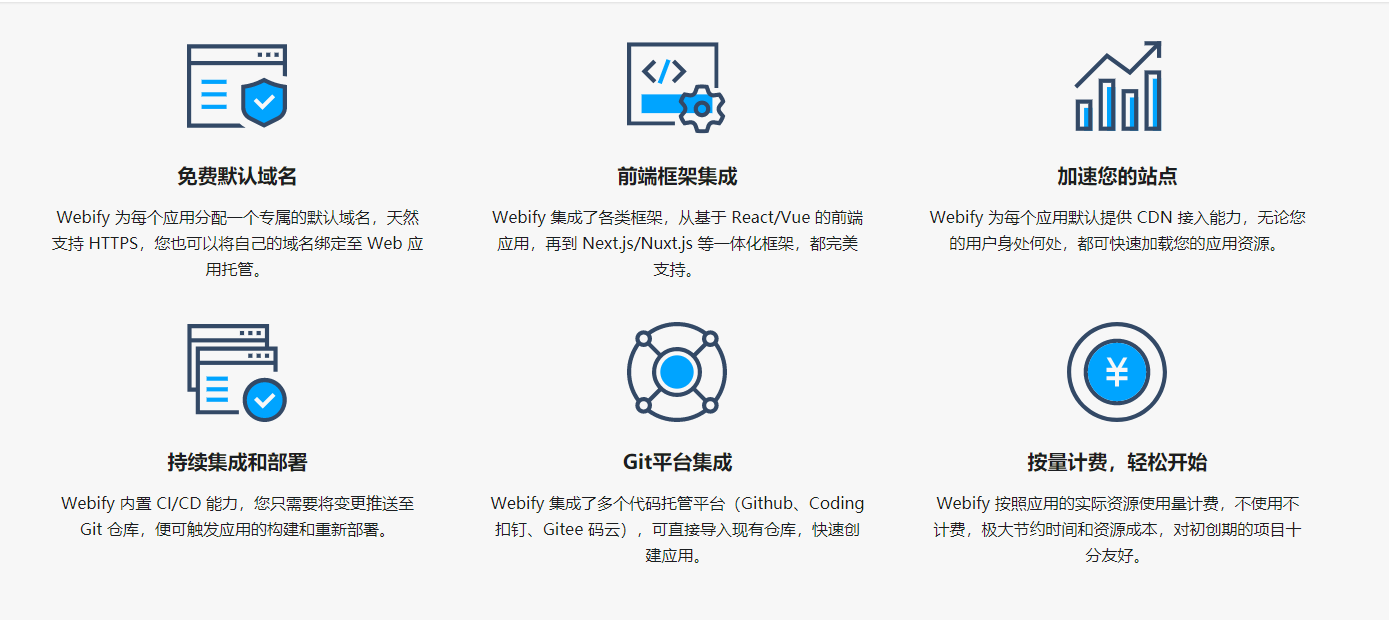 免费默认域名
Webify 为每个应用分配一个专属的默认域名，天然
支持 HTTPS，您也可以将自己的域名绑定至 Web 应
用托管。
前端框架集成
Webify 集成了各类框架，从基于 React/Vue 的前端
应用，再到 Next.js/Nuxt.js 等一体化框架，都完美
支持。
加速您的站点
Webify 为每个应用默认提供 CDN 接入能力，无论您
的用户身处何处，都可快速加载您的应用资源。
持续集成和部署
Webify 内置 CI/CD 能力，您只需要将变更推送至
Git 仓库，便可触发应用的构建和重新部署。
Git平台集成
Webify 集成了多个代码托管平台（Github、Coding
扣钉、Gitee 码云），可直接导入现有仓库，快速创
建应用。
¥
按量计费，轻松开始
Webify 按照应用的实际资源使用量计费，不使用不
计费，极大节约时间和资源成本，对初创期的项目十
分友好。